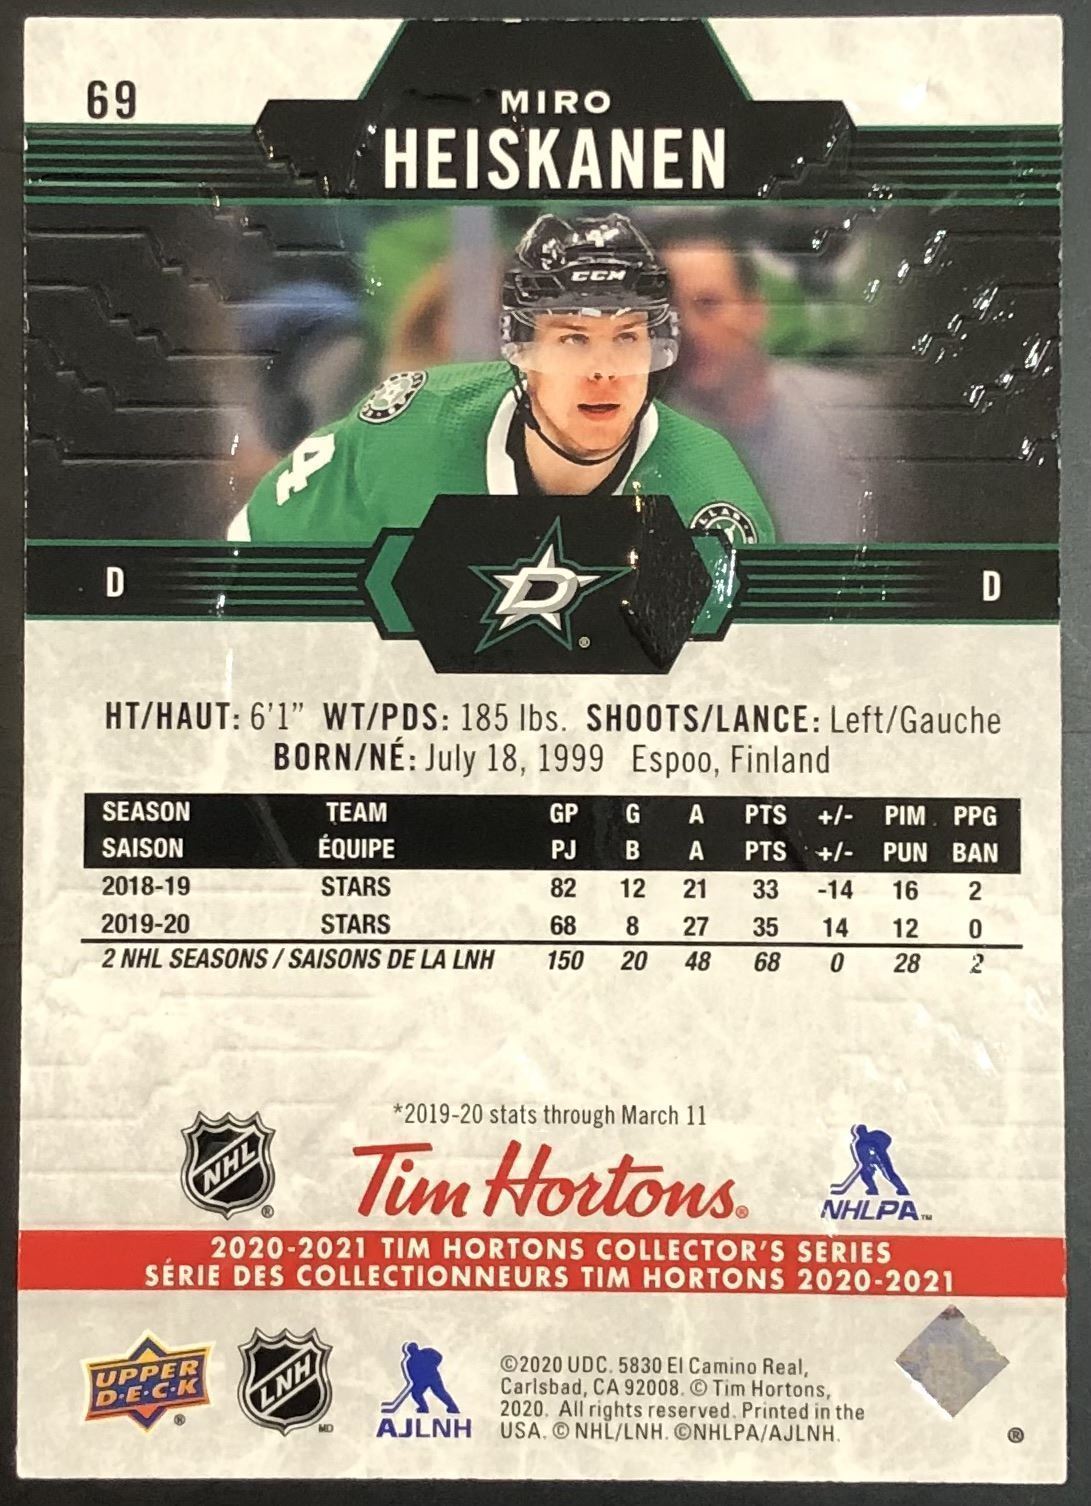 69
MIRO
HEISKANEN
CCM
4
D
D
D
®
HT/HAUT: 6'1" WT/PDS: 185 lbs. SHOOTS/LANCE: Left/Gauche
BORN/NÉ: July 18, 1999 Espoo, Finland
SEASON TEAM GP G A PTS +/- PIM PPG
SAISON ÉQUIPE PJ B A PTS +/- PUN BAN
2018-19 STARS 82 12 21 33 -14 16 2
2019-20 STARS 68 8 27 35 14 12 0
2 NHL SEASONS / SAISONS DE LA LNH 150 20 48 68 0 28 2
*2019-20 stats through March 11
NHL ® Tim Hortons® NHLPA™
2020-2021 TIM HORTONS COLLECTOR'S SERIES
SÉRIE DES COLLECTIONNEURS TIM HORTONS 2020-2021
UPPER DECK ® LNH MD AJLNH
©2020 UDC. 5830 El Camino Real,
Carlsbad, CA 92008. © Tim Hortons,
2020. All rights reserved. Printed in the
USA. © NHL/LNH. ©NHLPA/AJLNH.
®